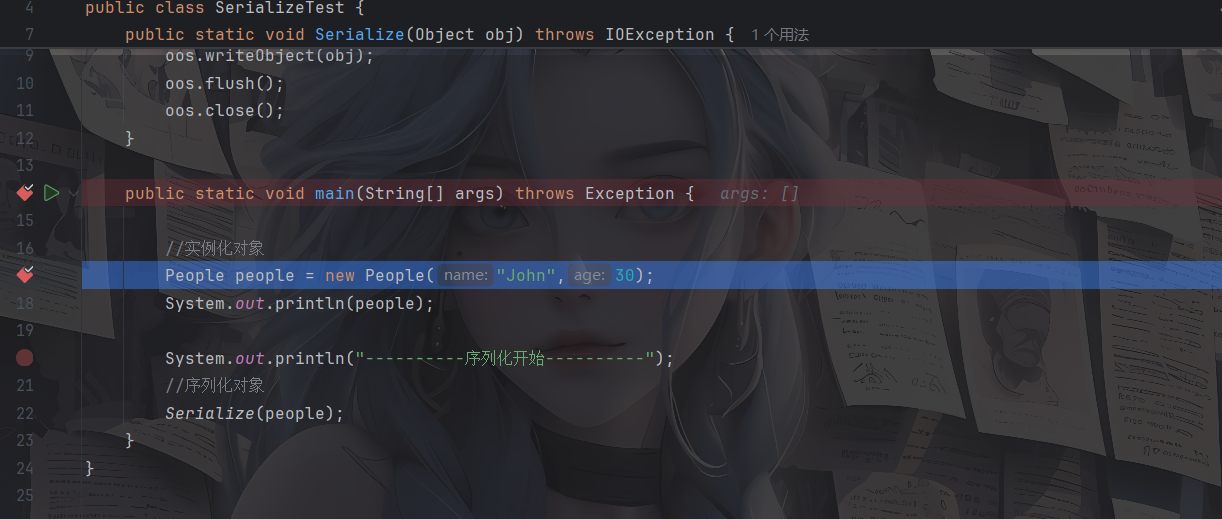 4 public class SerializeTest {
7 public static void Serialize(Object obj) throws IOException { 1个用法
9 oos.writeObject(obj);
10 oos.flush();
11 oos.close();
12 }
13
public static void main(String[] args) throws Exception { args: []
15
16 //实例化对象
People people = new People( name: "John", age: 30);
18 System.out.println(people);
19
System.out.println("-----------序列化开始-----------");
21 //序列化对象
22 Serialize(people);
23 }
24 }
25